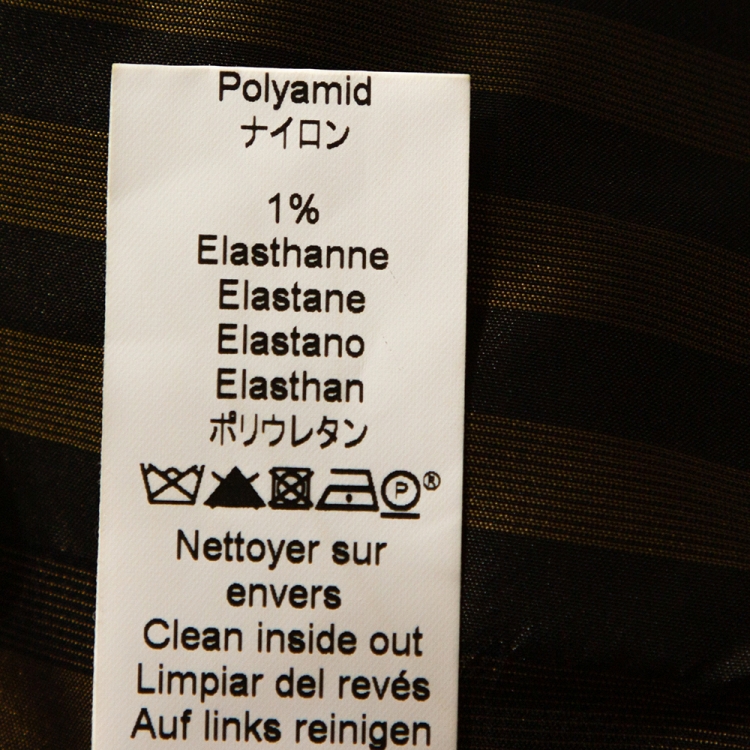 Polyamid
ナイロン
1%
Elasthanne
Elastane
Elastano
Elasthan
ポリウレタン
P ®
Nettoyer sur
envers
Clean inside out
Limpiar del revés
Auf links reinigen